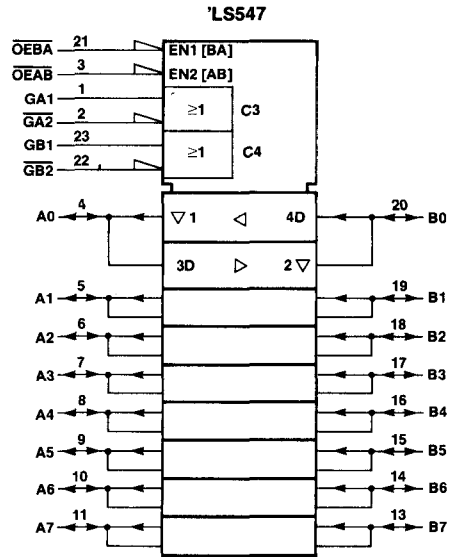 'LS547
OEBA 21 EN1 [BA]
OEAB 3 EN2 [AB]
GA1 1
≥1 C3
GA2 2
GB1 23
≥1 C4
GB2 22
A0 4 ▽ 1 ◁ 4D 20 B0
3D ▷ 2 ▽
A1 5 19 B1
A2 6 18 B2
A3 7 17 B3
A4 8 16 B4
A5 9 15 B5
A6 10 14 B6
A7 11 13 B7